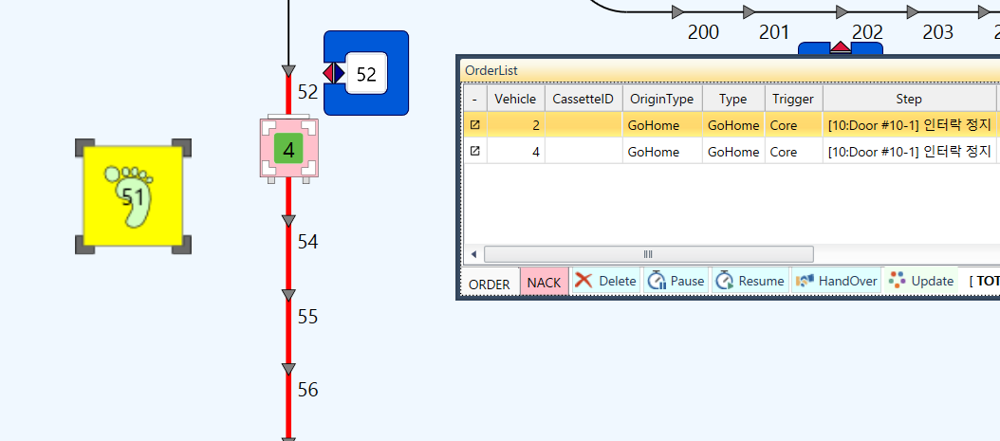 200 201 202 203
52
52
4
51
54
55
56
OrderList
- Vehicle CassetteID OriginType Type Trigger Step
2 GoHome GoHome Core [10:Door #10-1] 인터락 정지
4 GoHome GoHome Core [10:Door #10-1] 인터락 정지
ORDER NACK Delete Pause Resume HandOver Update [ TOT